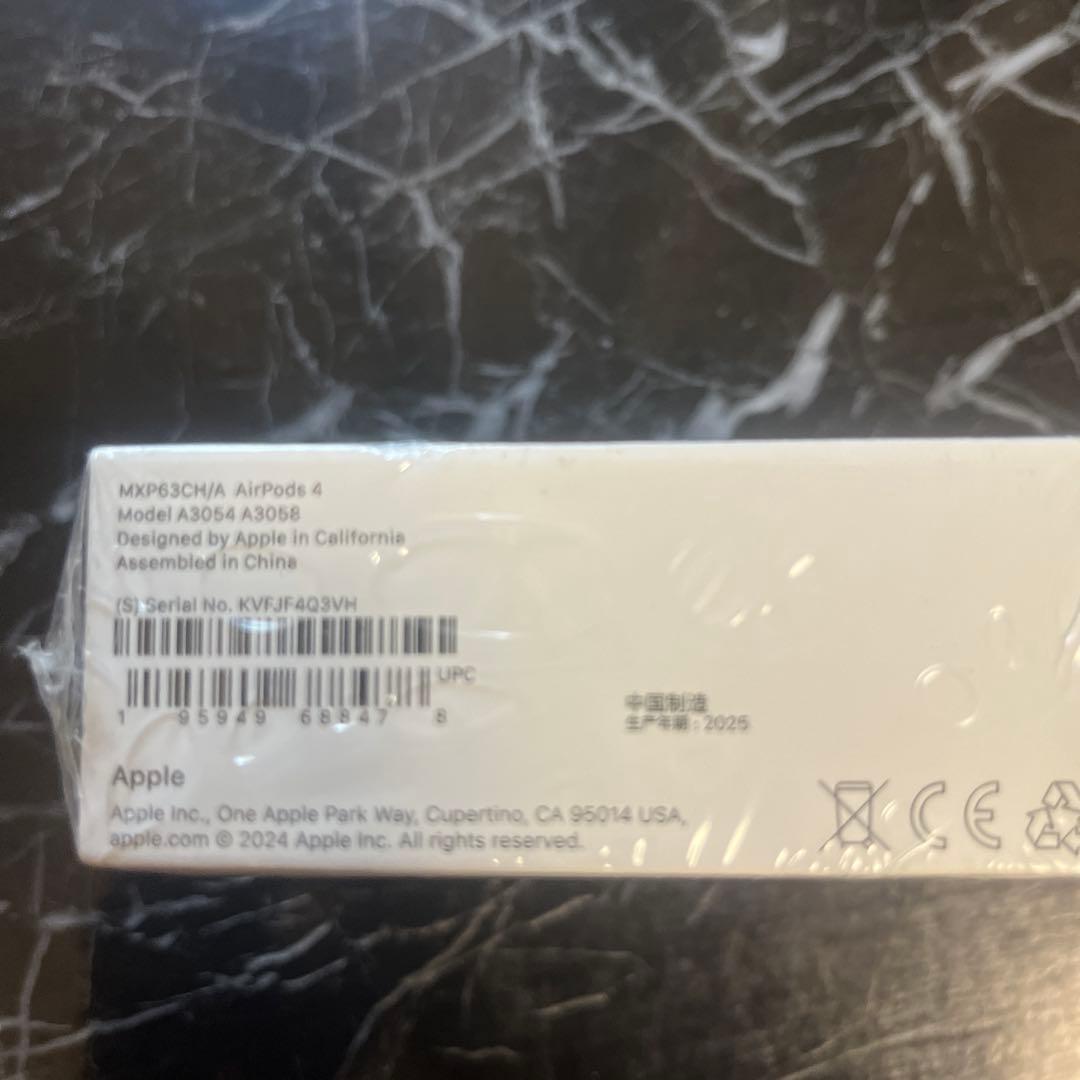 MXP63CH/A AirPods 4
Model A3054 A3058
Designed by Apple in California
Assembled in China
(S) Serial No. KVFJF4Q3VH
UPC
1 95949 68847 8
中国制造
生产年期：2025
Apple
Apple Inc., One Apple Park Way, Cupertino, CA 95014 USA,
apple.com © 2024 Apple Inc. All rights reserved.
CE